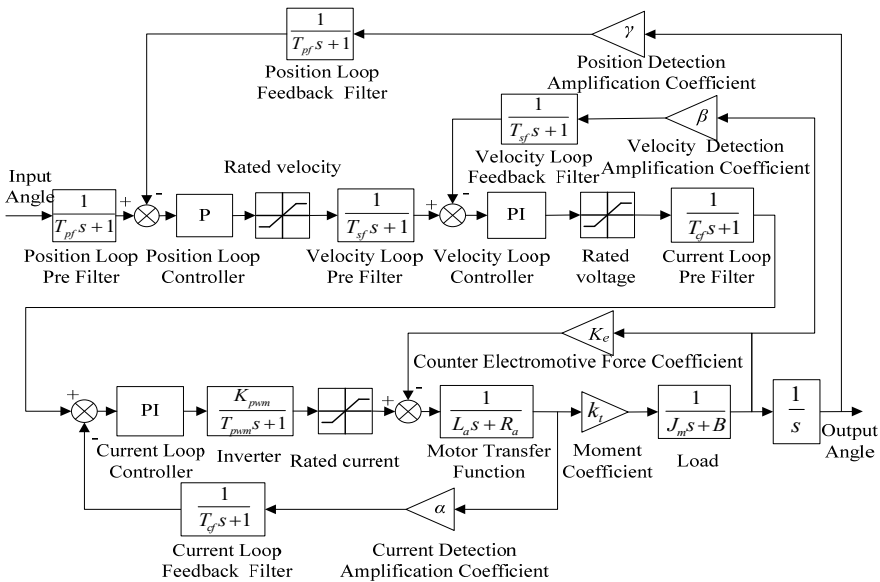 1
T_pf s+1
Position Loop
Feedback Filter
γ
Position Detection
Amplification Coefficient
1
T_sf s+1
Velocity Loop
Feedback Filter
β
Velocity Detection
Amplification Coefficient
Input
Angle
1
T_pf s+1
Position Loop
Pre Filter
+
-
P
Position Loop
Controller
Rated velocity
1
T_sf s+1
Velocity Loop
Pre Filter
+
-
PI
Velocity Loop
Controller
Rated
voltage
1
T_cf s+1
Current Loop
Pre Filter
K_e
Counter Electromotive Force Coefficient
+
-
PI
Current Loop
Controller
K_pwm
T_pwm s+1
Inverter
Rated current
+
-
1
L_a s+R_a
Motor Transfer
Function
k_t
Moment
Coefficient
1
J_m s+B
Load
1
s
Output
Angle
1
T_cf s+1
Current Loop
Feedback Filter
α
Current Detection
Amplification Coefficient